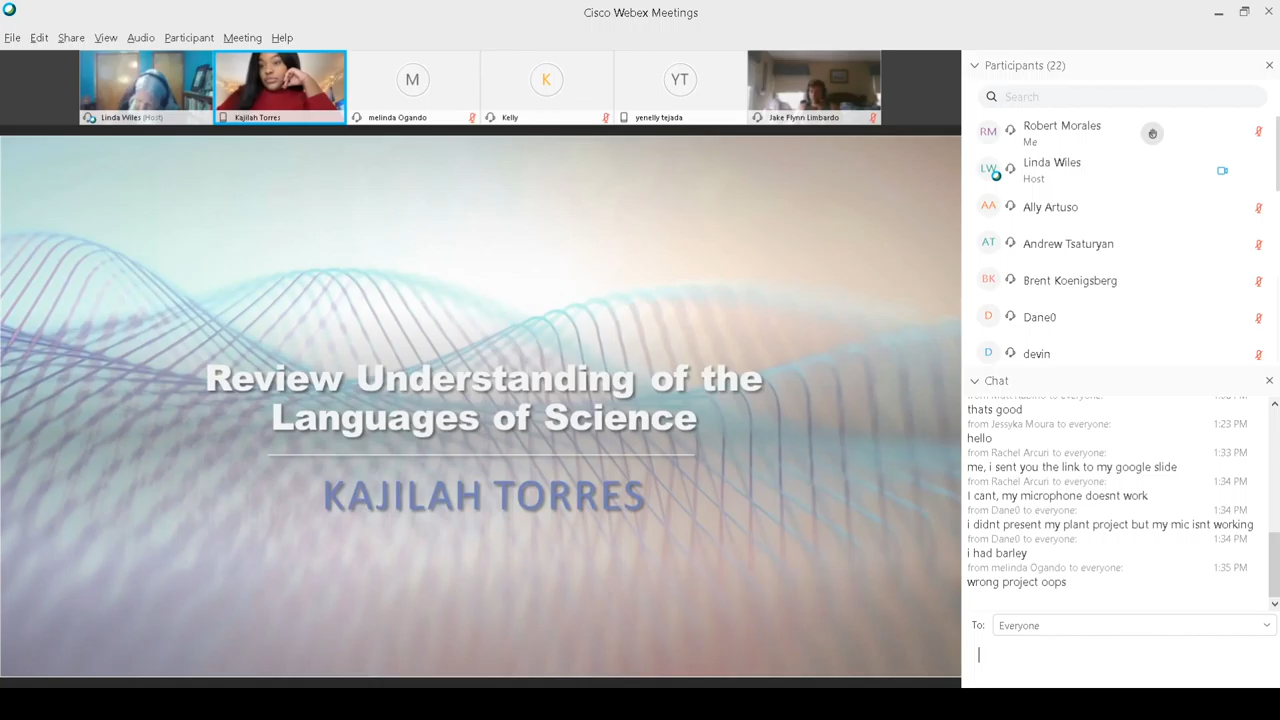 Cisco Webex Meetings
File Edit Share View Audio Participant Meeting Help
Linda Wiles (Host)
Kajilah Torres
M
melinda Ogando
K
Kelly
YT
yenelly tejada
Jake Flynn Limbardo
Review Understanding of the
Languages of Science
KAJILAH TORRES
Participants (22)
Search
RM Robert Morales
Me
LW Linda Wiles
Host
AA Ally Artuso
AT Andrew Tsaturyan
BK Brent Koenigsberg
D Dane0
D devin
Chat
thats good
from Jessyka Moura to everyone: 1:23 PM
hello
from Rachel Arcuri to everyone: 1:33 PM
me, i sent you the link to my google slide
from Rachel Arcuri to everyone: 1:34 PM
I cant, my microphone doesnt work
from Dane0 to everyone: 1:34 PM
i didnt present my plant project but my mic isnt working
from Dane0 to everyone: 1:34 PM
i had barley
from melinda Ogando to everyone: 1:35 PM
wrong project oops
To: Everyone